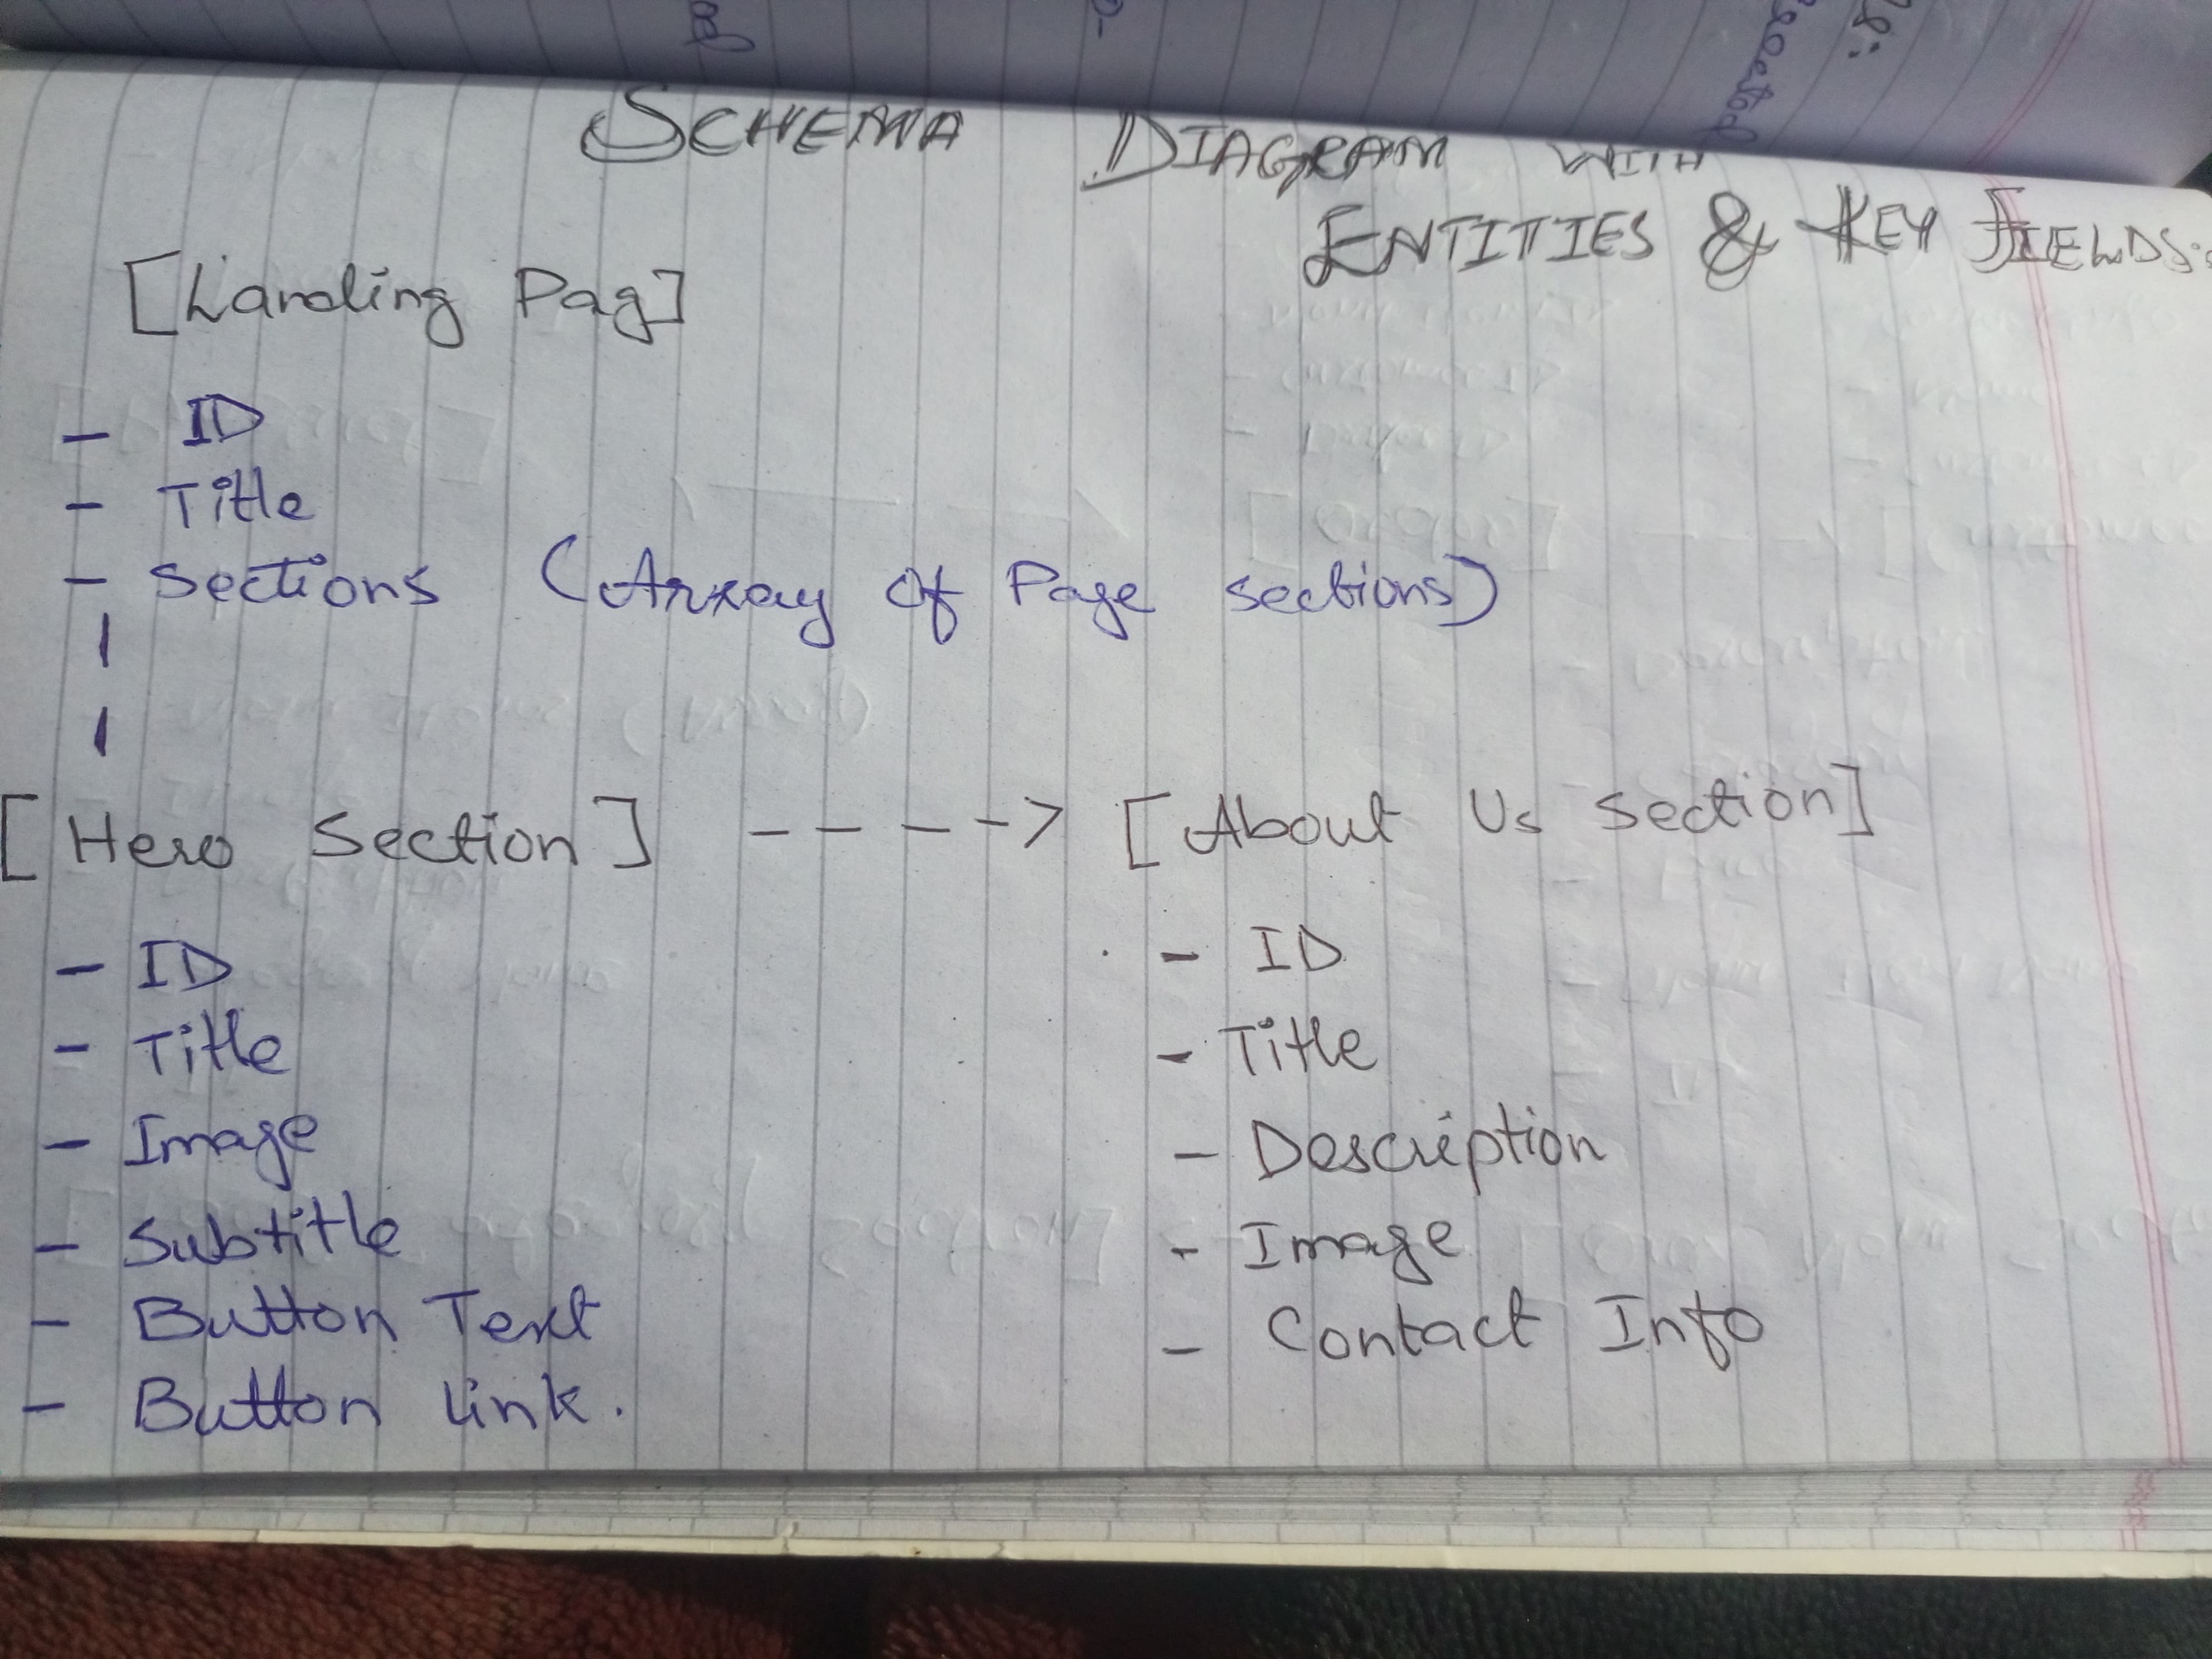 SCHEMA DIAGRAM WITH
ENTITIES & KEY FIELDS:
[Landing Pag]
- ID
- Title
- Sections (Array of Page sections)
|
|
[Hero Section] ----> [About Us Section]
- ID
- Title
- Image
- Subtitle
- Button Text
- Button link.
- ID
- Title
- Description
- Image
- Contact Info